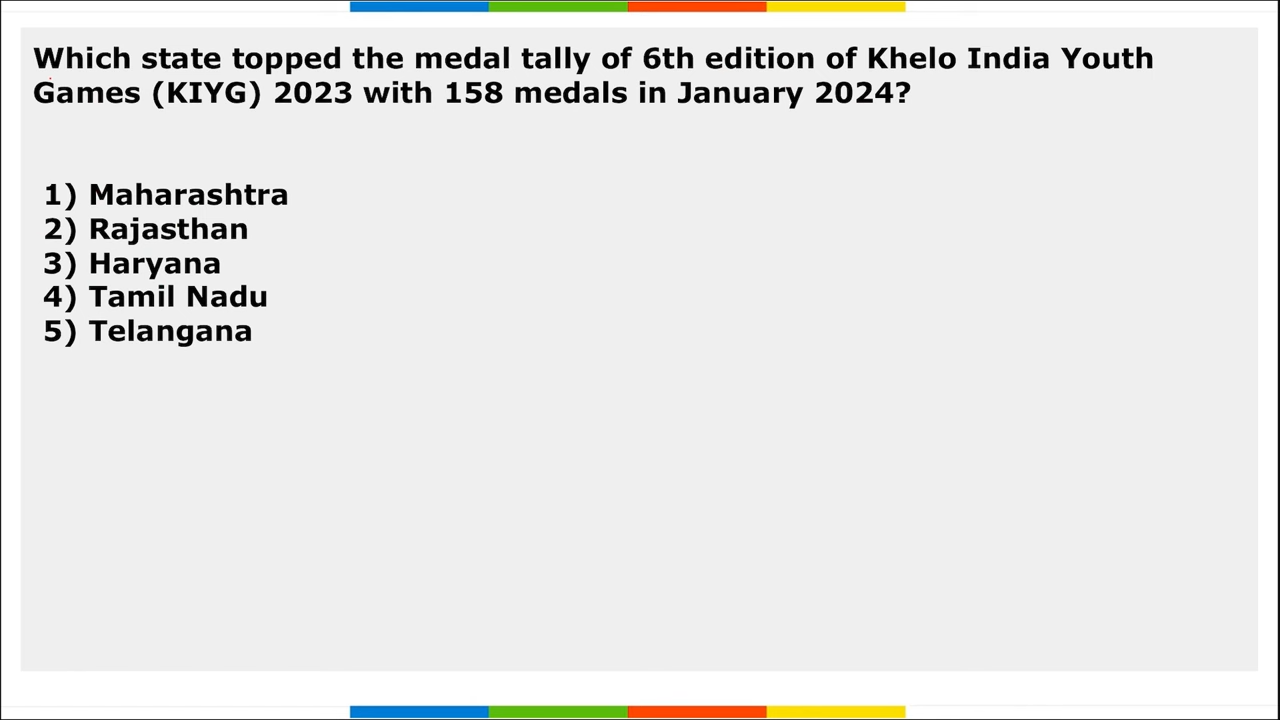 Which state topped the medal tally of 6th edition of Khelo India Youth
Games (KIYG) 2023 with 158 medals in January 2024?
1) Maharashtra
2) Rajasthan
3) Haryana
4) Tamil Nadu
5) Telangana